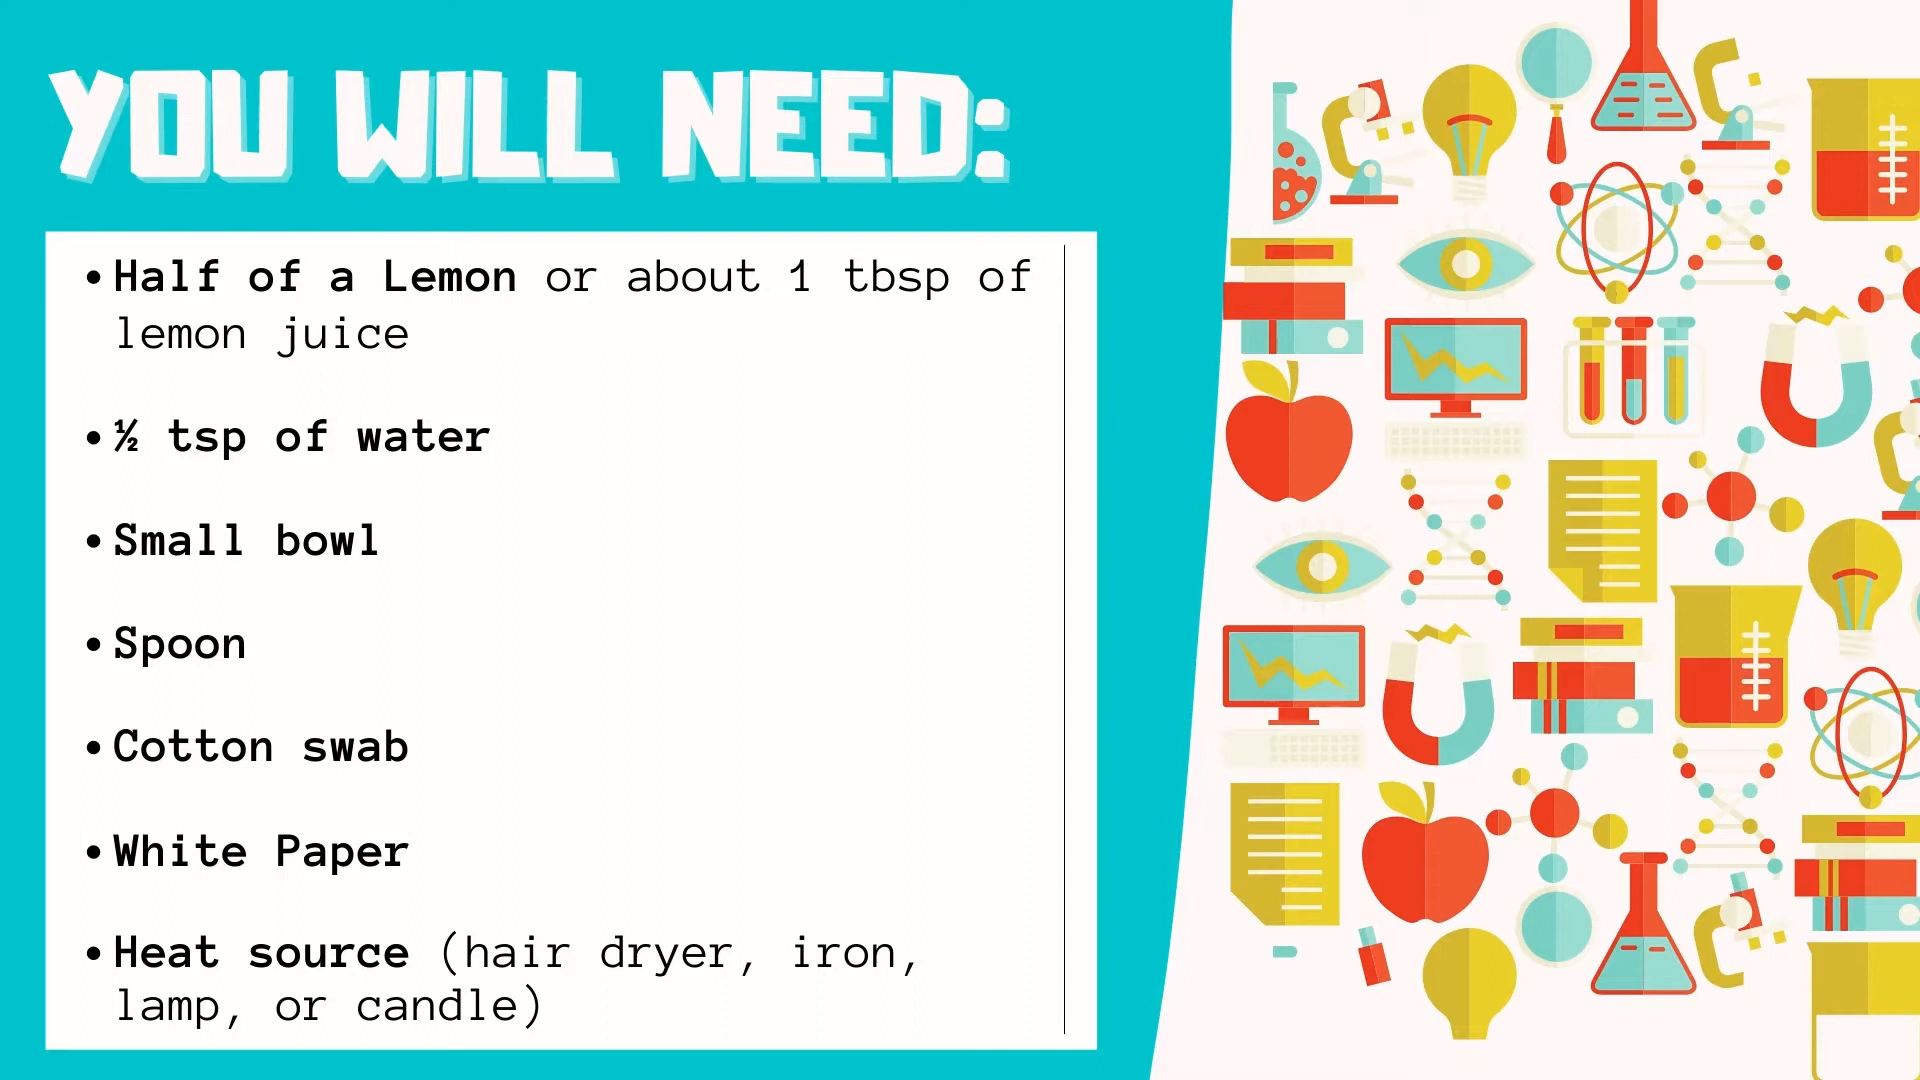 YOU WILL NEED:
• Half of a Lemon or about 1 tbsp of
lemon juice
• ½ tsp of water
• Small bowl
• Spoon
• Cotton swab
• White Paper
• Heat source (hair dryer, iron,
lamp, or candle)